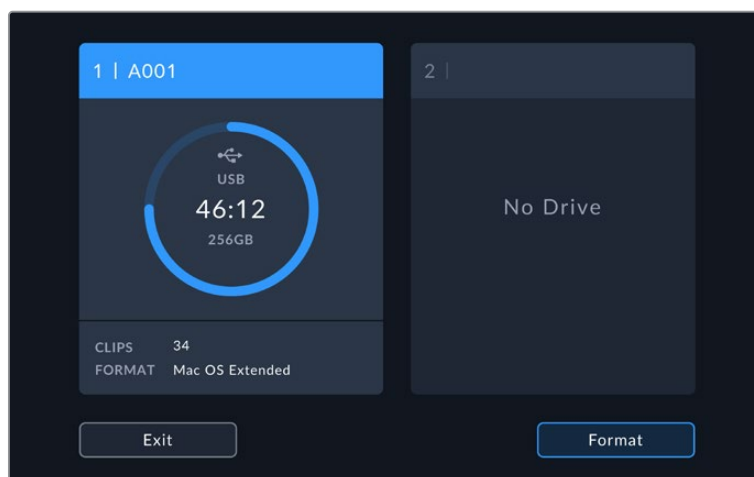 1 | A001
USB
46:12
256GB
CLIPS 34
FORMAT Mac OS Extended
2 |
No Drive
Exit
Format